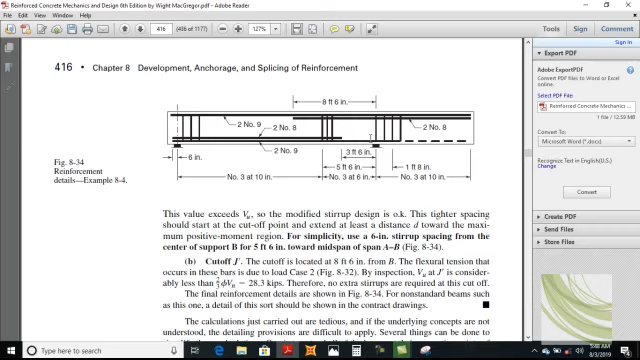 Reinforced Concrete Mechanics and Design 6th Edition by Wight MacGregor.pdf - Adobe Reader
File Edit View Window Help
416 (416 of 1177)
127%
Tools Sign Comment
Sign In
416 Chapter 8 Development, Anchorage, and Splicing of Reinforcement
8 ft 6 in.
2 No. 9
2 No. 8
2 No. 9
2 No. 8
6 in.
3 ft 6 in.
5 ft 6 in.
1 ft 8 in.
No. 3 at 10 in.
No. 3 at 6 in.
No. 3 at 10 in.
Fig. 8-34
Reinforcement
details—Example 8-4.
This value exceeds Vu, so the modified stirrup design is o.k. This tighter spacing
should start at the cut-off point and extend at least a distance d toward the maxi-
mum positive-moment region. For simplicity, use a 6-in. stirrup spacing from the
center of support B for 5 ft 6 in. toward midspan of span A–B (Fig. 8-34).
(b) Cutoff J′. The cutoff is located at 8 ft 6 in. from B. The flexural tension that
occurs in these bars is due to load Case 2 (Fig. 8-32). By inspection, Vu at J′ is consider-
ably less than 2/3 ϕVn = 28.3 kips. Therefore, no extra stirrups are required at this cut off.
The final reinforcement details are shown in Fig. 8-34. For nonstandard beams such
as this one, a detail of this sort should be shown in the contract drawings.
The calculations just carried out are tedious, and if the underlying concepts are not
understood, the detailing provisions are difficult to apply. Several things can be done to
Export PDF
Adobe ExportPDF
Convert PDF files to Word or Excel online.
Select PDF File:
Reinforced Concrete Mechanics and
1 file / 12.59 MB
Convert To:
Microsoft Word (*.docx)
Recognize Text in English(U.S.)
Change
Convert
Create PDF
Edit PDF
Send Files
Store Files
Type here to search
5:46 AM
8/3/2019